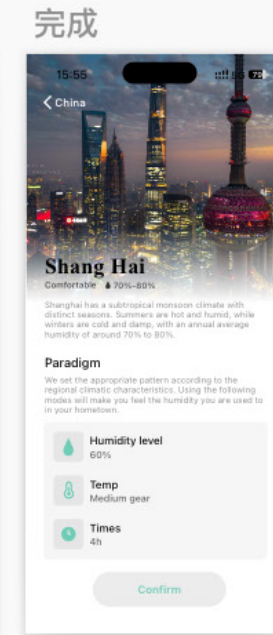 完成
15:55
5G 79
China
Shang Hai
Comfortable 70%-80%
Shanghai has a subtropical monsoon climate with
distinct seasons. Summers are hot and humid, while
winters are cold and damp, with an annual average
humidity of around 70% to 80%.
Paradigm
We set the appropriate pattern according to the
regional climatic characteristics. Using the following
modes will make you feel the humidity you are used to
in your hometown.
Humidity level
60%
Temp
Medium gear
Times
4h
Confirm